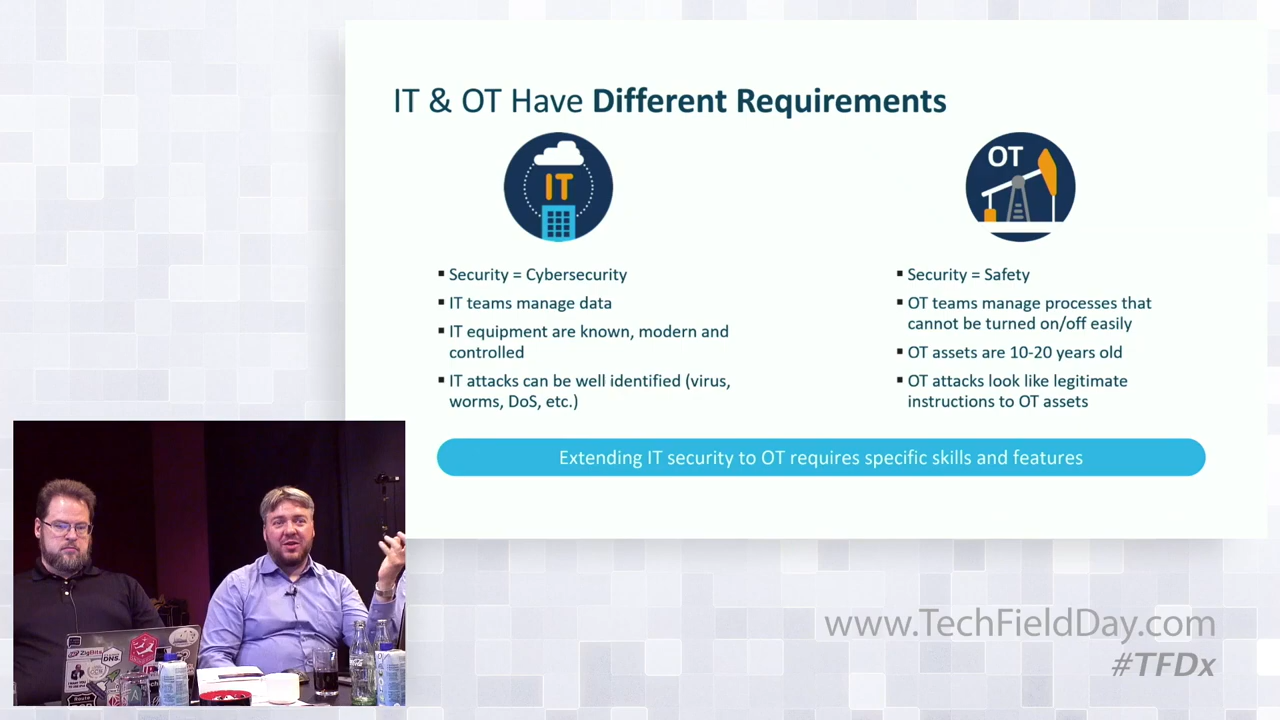 IT & OT Have Different Requirements
IT
OT
▪ Security = Cybersecurity
▪ IT teams manage data
▪ IT equipment are known, modern and
controlled
▪ IT attacks can be well identified (virus,
worms, DoS, etc.)
▪ Security = Safety
▪ OT teams manage processes that
cannot be turned on/off easily
▪ OT assets are 10-20 years old
▪ OT attacks look like legitimate
instructions to OT assets
Extending IT security to OT requires specific skills and features
ZigBits
DNS
www.TechFieldDay.com
#TFDx